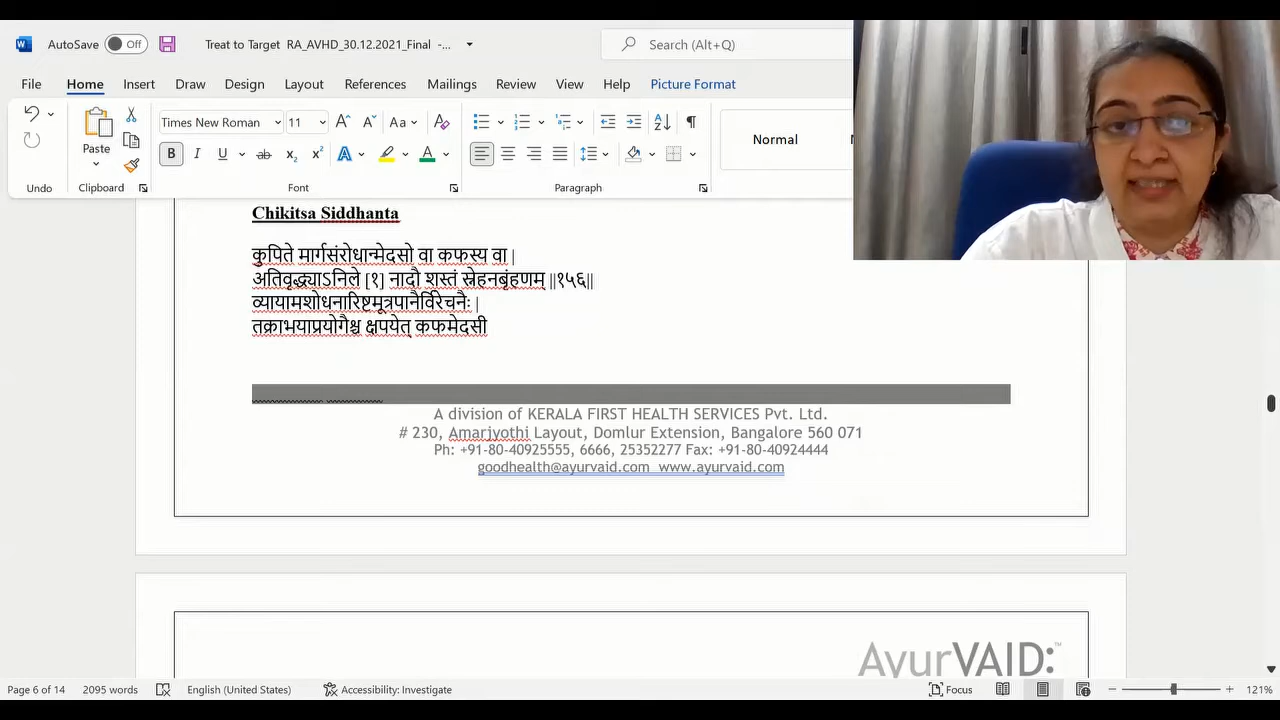 AutoSave Off Treat to Target RA_AVHD_30.12.2021_Final -... Search (Alt+Q)
File Home Insert Draw Design Layout References Mailings Review View Help Picture Format
Times New Roman 11 Aa
Paste
B I U ab x₂ x² A A
Normal
Undo Clipboard Font Paragraph
Chikitsa Siddhanta
कुपिते मार्गसंरोधान्मेदसो वा कफस्य वा |
अतिवृद्ध्याऽनिले [१] नादौ शस्तं स्नेहनबृंहणम् ||१५६||
व्यायामशोधनारिष्टमूत्रपानैर्विरेचनैः |
तक्राभयाप्रयोगैश्च क्षपयेत् कफमेदसी
A division of KERALA FIRST HEALTH SERVICES Pvt. Ltd.
# 230, Amarjyothi Layout, Domlur Extension, Bangalore 560 071
Ph: +91-80-40925555, 6666, 25352277 Fax: +91-80-40924444
goodhealth@ayurvaid.com www.ayurvaid.com
AyurVAID:™
Page 6 of 14 2095 words English (United States) Accessibility: Investigate Focus 121%